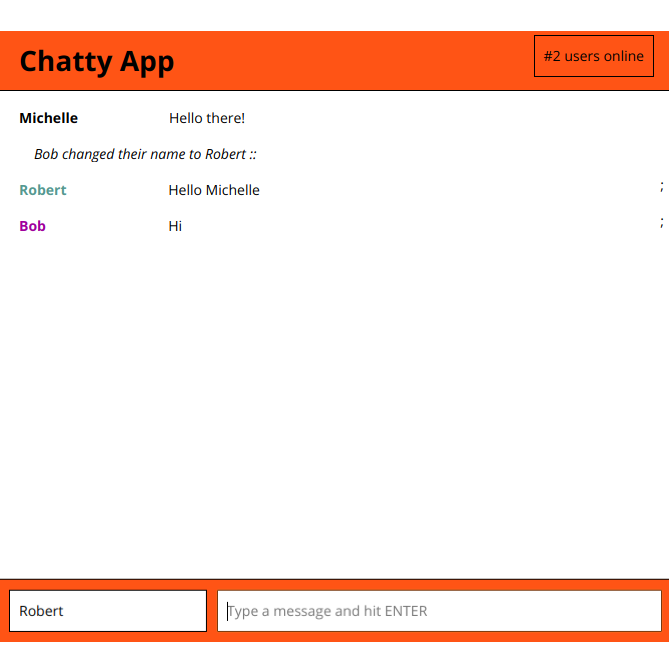 Chatty App
#2 users online
Michelle Hello there!
Bob changed their name to Robert ::
Robert Hello Michelle ;
Bob Hi ;
Robert Type a message and hit ENTER